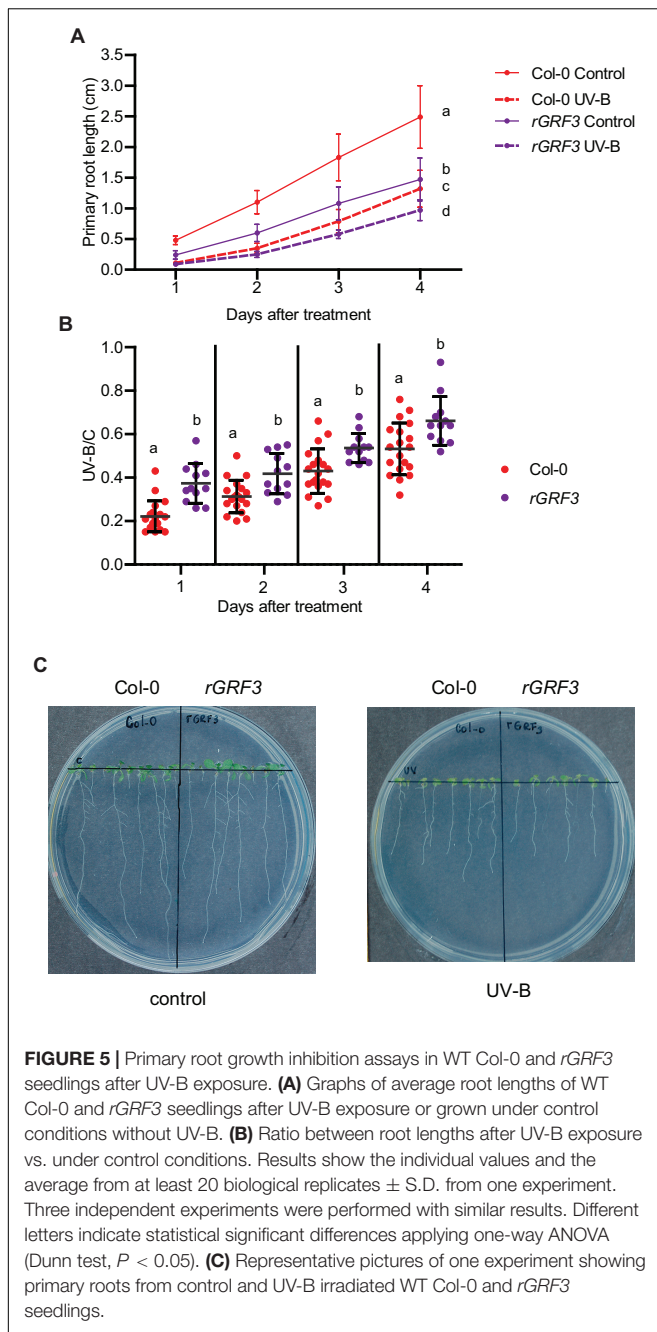 A
Primary root length (cm)
3.5
3.0
2.5
2.0
1.5
1.0
0.5
0.0
1 2 3 4
Days after treatment
a
b
c
d
Col-0 Control
Col-0 UV-B
rGRF3 Control
rGRF3 UV-B
B
UV-B/C
1.0
0.8
0.6
0.4
0.2
0.0
a b a b a b a b
1 2 3 4
Days after treatment
Col-0
rGRF3
C
Col-0 rGRF3
Col-0 rGRF3
C
control
Col-0 rGRF3
Col-0 rGRF3
UV
UV-B
FIGURE 5 | Primary root growth inhibition assays in WT Col-0 and rGRF3
seedlings after UV-B exposure. (A) Graphs of average root lengths of WT
Col-0 and rGRF3 seedlings after UV-B exposure or grown under control
conditions without UV-B. (B) Ratio between root lengths after UV-B exposure
vs. under control conditions. Results show the individual values and the
average from at least 20 biological replicates ± S.D. from one experiment.
Three independent experiments were performed with similar results. Different
letters indicate statistical significant differences applying one-way ANOVA
(Dunn test, P < 0.05). (C) Representative pictures of one experiment showing
primary roots from control and UV-B irradiated WT Col-0 and rGRF3
seedlings.